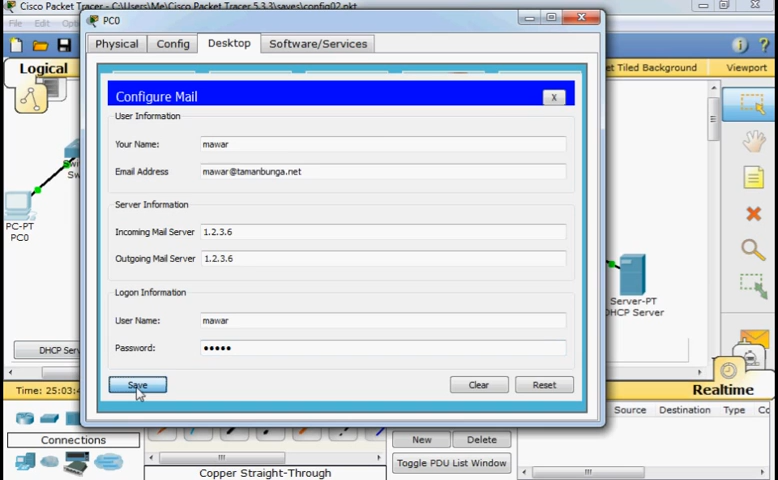 Cisco Packet Tracer - C:\Users\Me\Cisco Packet Tracer 5.3.3\saves\config02.pkt
PC0
File Edit
Physical Config Desktop Software/Services
Logical
Set Tiled Background
Viewport
Configure Mail
X
User Information
Your Name: mawar
Email Address mawar@tamanbunga.net
Server Information
Incoming Mail Server 1.2.3.6
Outgoing Mail Server 1.2.3.6
Logon Information
User Name: mawar
Password: •••••
Save Clear Reset
PC-PT
PC0
Server-PT
DHCP Server
DHCP Serv
Time: 25:03:4
Realtime
Source Destination Type Co
Connections
New Delete
Toggle PDU List Window
Copper Straight-Through